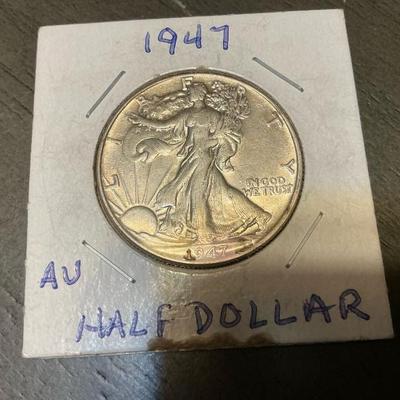 1947
LIBERTY
IN GOD
WE TRUST
1947
AU
HALF DOLLAR